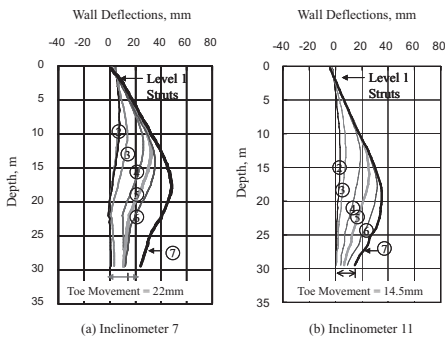 Wall Deflections, mm Wall Deflections, mm
-40 -20 0 20 40 60 80 -40 -20 0 20 40 60 80
0
5
10
15
20
25
30
35
Depth, m
Level 1
Struts
2
3
4
5
6
7
Toe Movement = 22mm
0
5
10
15
20
25
30
35
Depth, m
Level 1
Struts
2
3
4
5
6
7
Toe Movement = 14.5mm
(a) Inclinometer 7 (b) Inclinometer 11